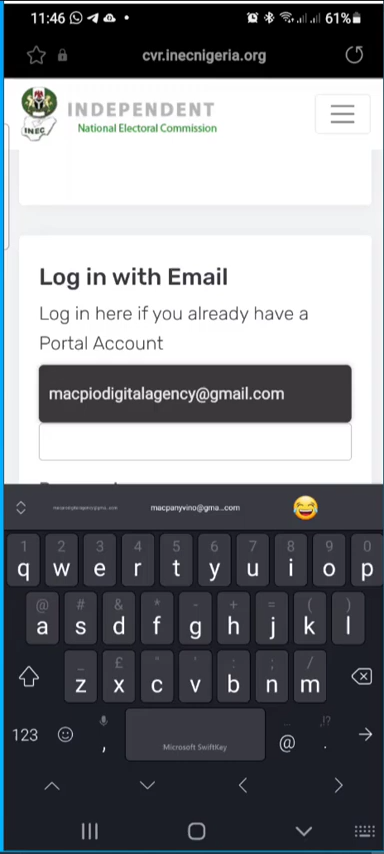 11:46 61%
cvr.inecnigeria.org
INDEPENDENT
National Electoral Commission
INEC
Log in with Email
Log in here if you already have a
Portal Account
macpiodigitalagency@gmail.com
macpanyvino@gma...com
1 2 3 4 5 6 7 8 9 0
q w e r t y u i o p
@ # & * - + = ( )
a s d f g h j k l
_ £ " ' : ; /
z x c v b n m
123 , Microsoft SwiftKey @ . ,!?